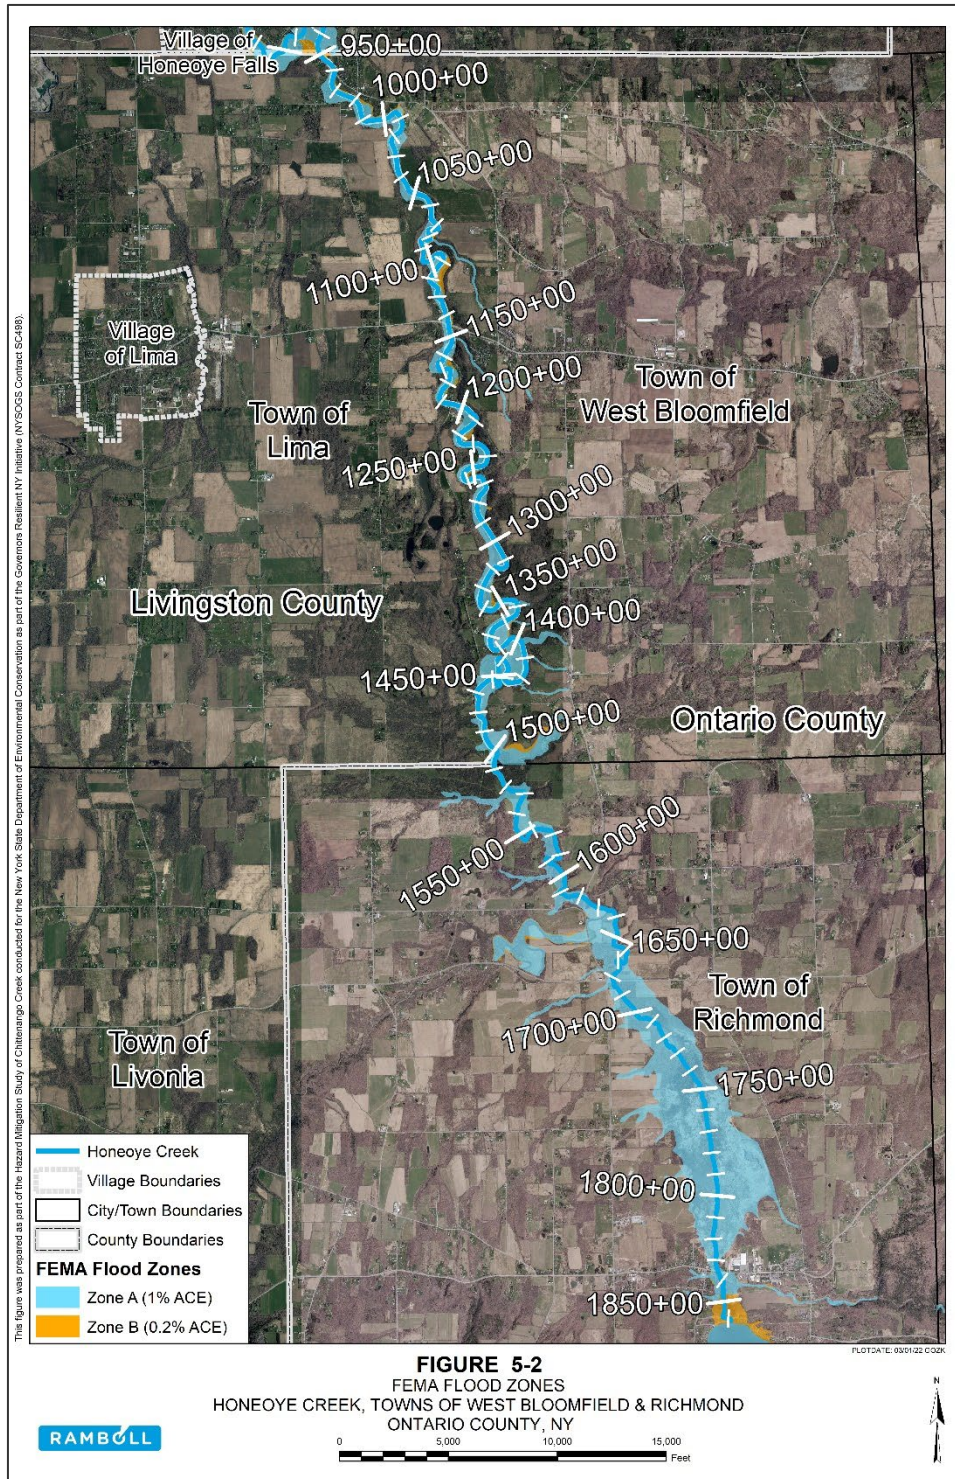 Village of
Honeoye Falls
950+00
1000+00
1050+00
1100+00
1150+00
Village
of Lima
1200+00
Town of
West Bloomfield
Town of
Lima
1250+00
1300+00
1350+00
Livingston County
1400+00
1450+00
1500+00
Ontario County
1550+00
1600+00
1650+00
Town of
Richmond
1700+00
Town of
Livonia
1750+00
1800+00
1850+00
Honeoye Creek
Village Boundaries
City/Town Boundaries
County Boundaries
FEMA Flood Zones
Zone A (1% ACE)
Zone B (0.2% ACE)
This figure was prepared as part of the Hazard Mitigation Study of Chittenango Creek conducted for the New York State Department of Environmental Conservation as part of the Governors Resilient NY Initiative (NYSOGS Contract SC498).
PLOTDATE: 03/01/22 COZK
FIGURE 5-2
FEMA FLOOD ZONES
HONEOYE CREEK, TOWNS OF WEST BLOOMFIELD & RICHMOND
ONTARIO COUNTY, NY
RAMBOLL
0 5,000 10,000 15,000
Feet
N